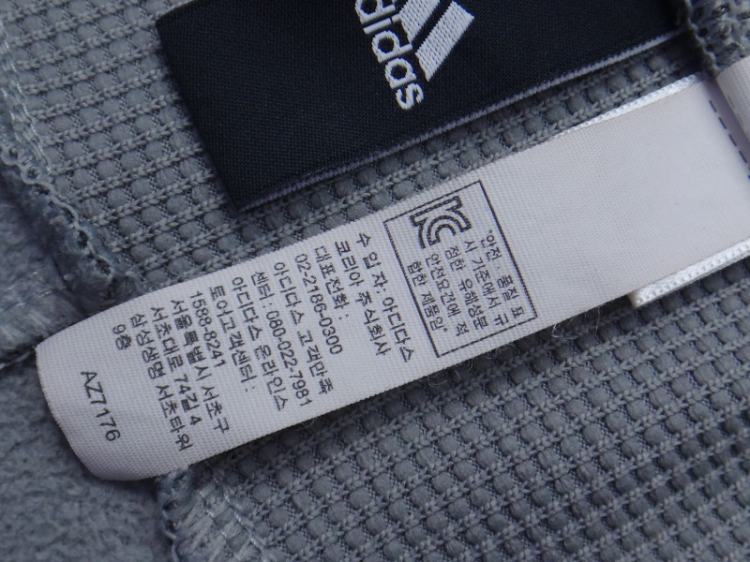 adidas
"안전 · 품질 표
시 기준에서 규
정한 유해성분
안전요건에 적
합한 제품임
수 입 자: 아디다스
코리아 주식회사
대표전화 :
02-2186-0300
아디다스 고객만족
센터 : 080-022-7981
아디다스 온라인스
토어고객센터 :
1588-8241
서울특별시 서초구
서초대로 74길 4
삼성생명 서초타워
9층
AZ7176